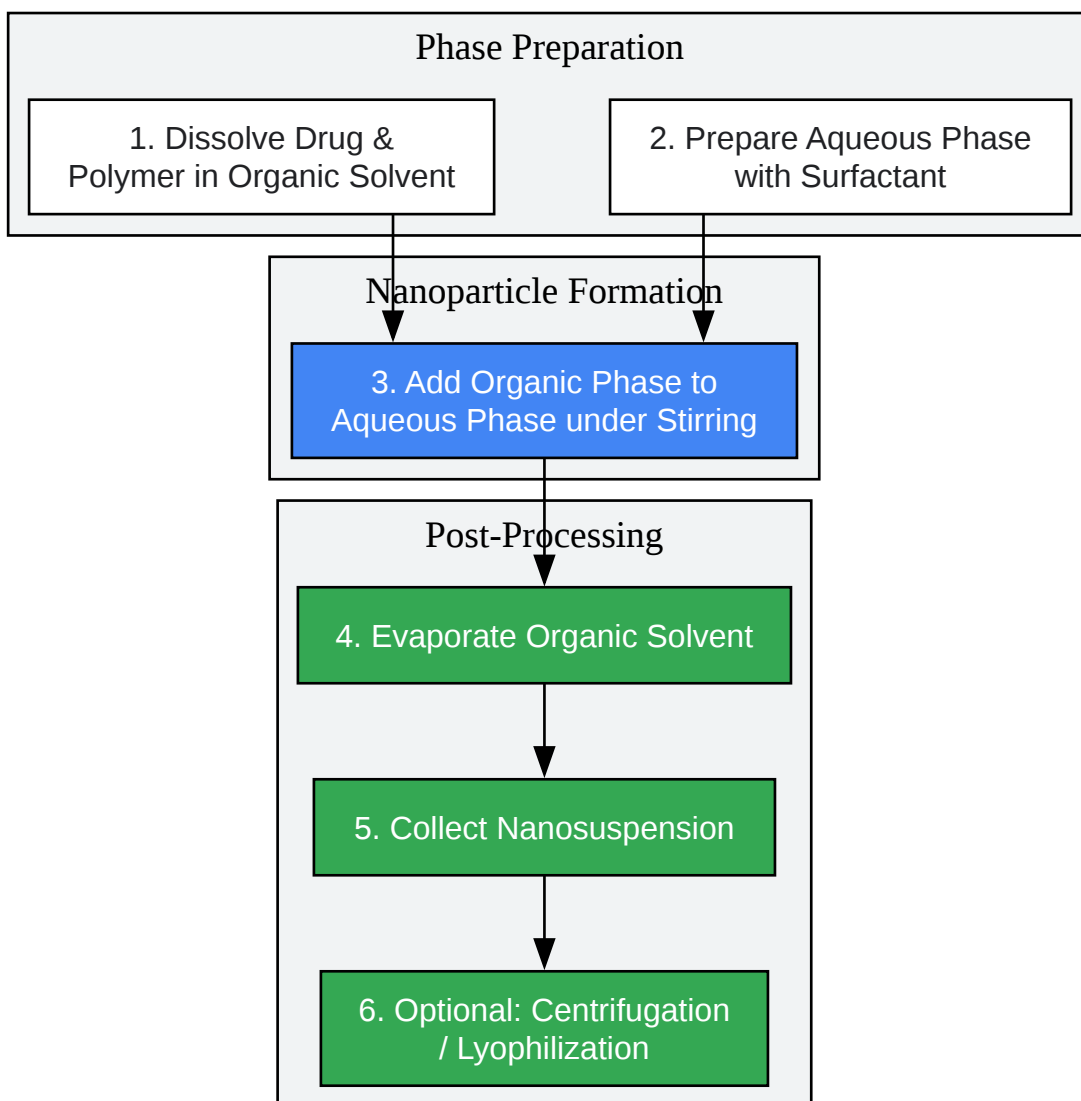 Phase Preparation
1. Dissolve Drug &
Polymer in Organic Solvent
2. Prepare Aqueous Phase
with Surfactant
Nanoparticle Formation
3. Add Organic Phase to
Aqueous Phase under Stirring
Post-Processing
4. Evaporate Organic Solvent
5. Collect Nanosuspension
6. Optional: Centrifugation
/ Lyophilization